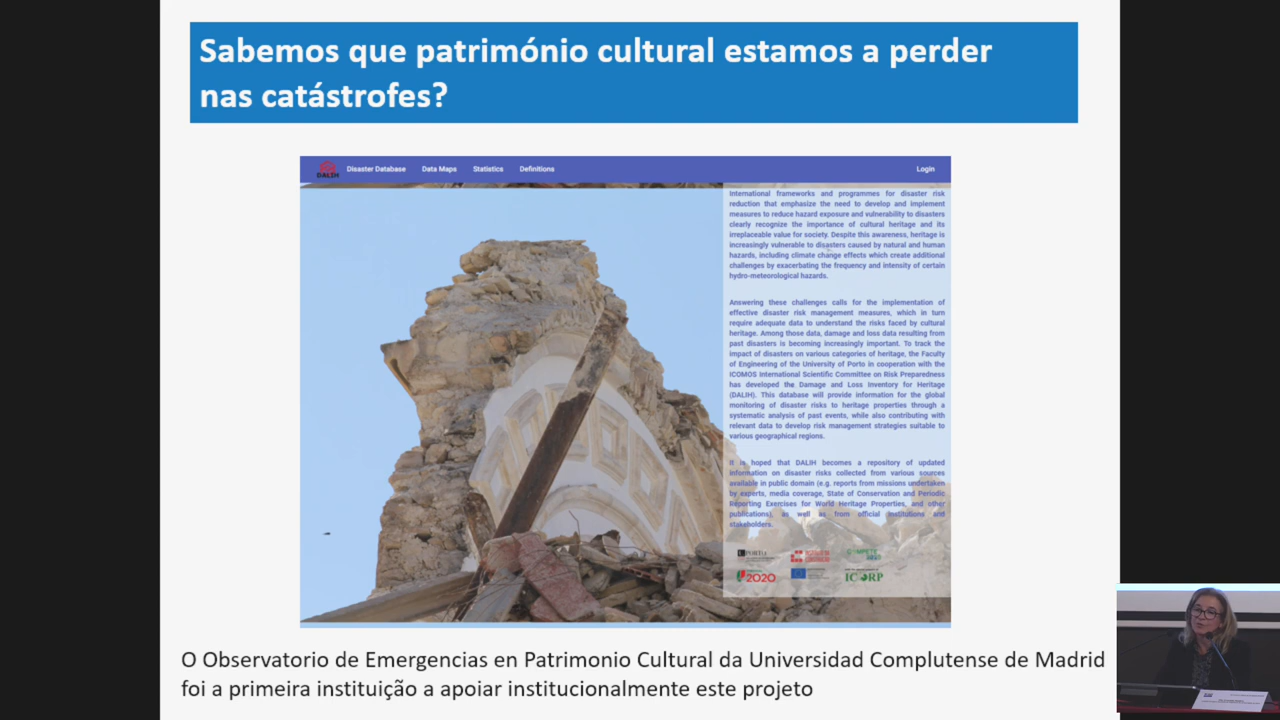 Sabemos que património cultural estamos a perder
nas catástrofes?
DALIH
Disaster Database Data Maps Statistics Definitions Login
International frameworks and programmes for disaster risk
reduction that emphasize the need to develop and implement
measures to reduce hazard exposure and vulnerability to disasters
clearly recognize the importance of cultural heritage and its
irreplaceable value for society. Despite this awareness, heritage is
increasingly vulnerable to disasters caused by natural and human
hazards, including climate change effects which create additional
challenges by exacerbating the frequency and intensity of certain
hydro-meteorological hazards.
Answering these challenges calls for the implementation of
effective disaster risk management measures, which in turn
require adequate data to understand the risks faced by cultural
heritage. Among those data, damage and loss data resulting from
past disasters is becoming increasingly important. To track the
impact of disasters on various categories of heritage, the Faculty
of Engineering of the University of Porto in cooperation with the
ICOMOS International Scientific Committee on Risk Preparedness
has developed the Damage and Loss Inventory for Heritage
(DALIH). This database will provide information for the global
monitoring of disaster risks to heritage properties through a
systematic analysis of past events, while also contributing with
relevant data to develop risk management strategies suitable to
various geographical regions.
It is hoped that DALIH becomes a repository of updated
information on disaster risks collected from various sources
available in public domain (e.g. reports from missions undertaken
by experts, media coverage, State of Conservation and Periodic
Reporting Exercises for World Heritage Properties, and other
publications), as well as from official institutions and
stakeholders.
PORTO
COMPETE
2020
2020
ICORP
O Observatorio de Emergencias en Patrimonio Cultural da Universidad Complutense de Madrid
foi a primeira instituição a apoiar institucionalmente este projeto